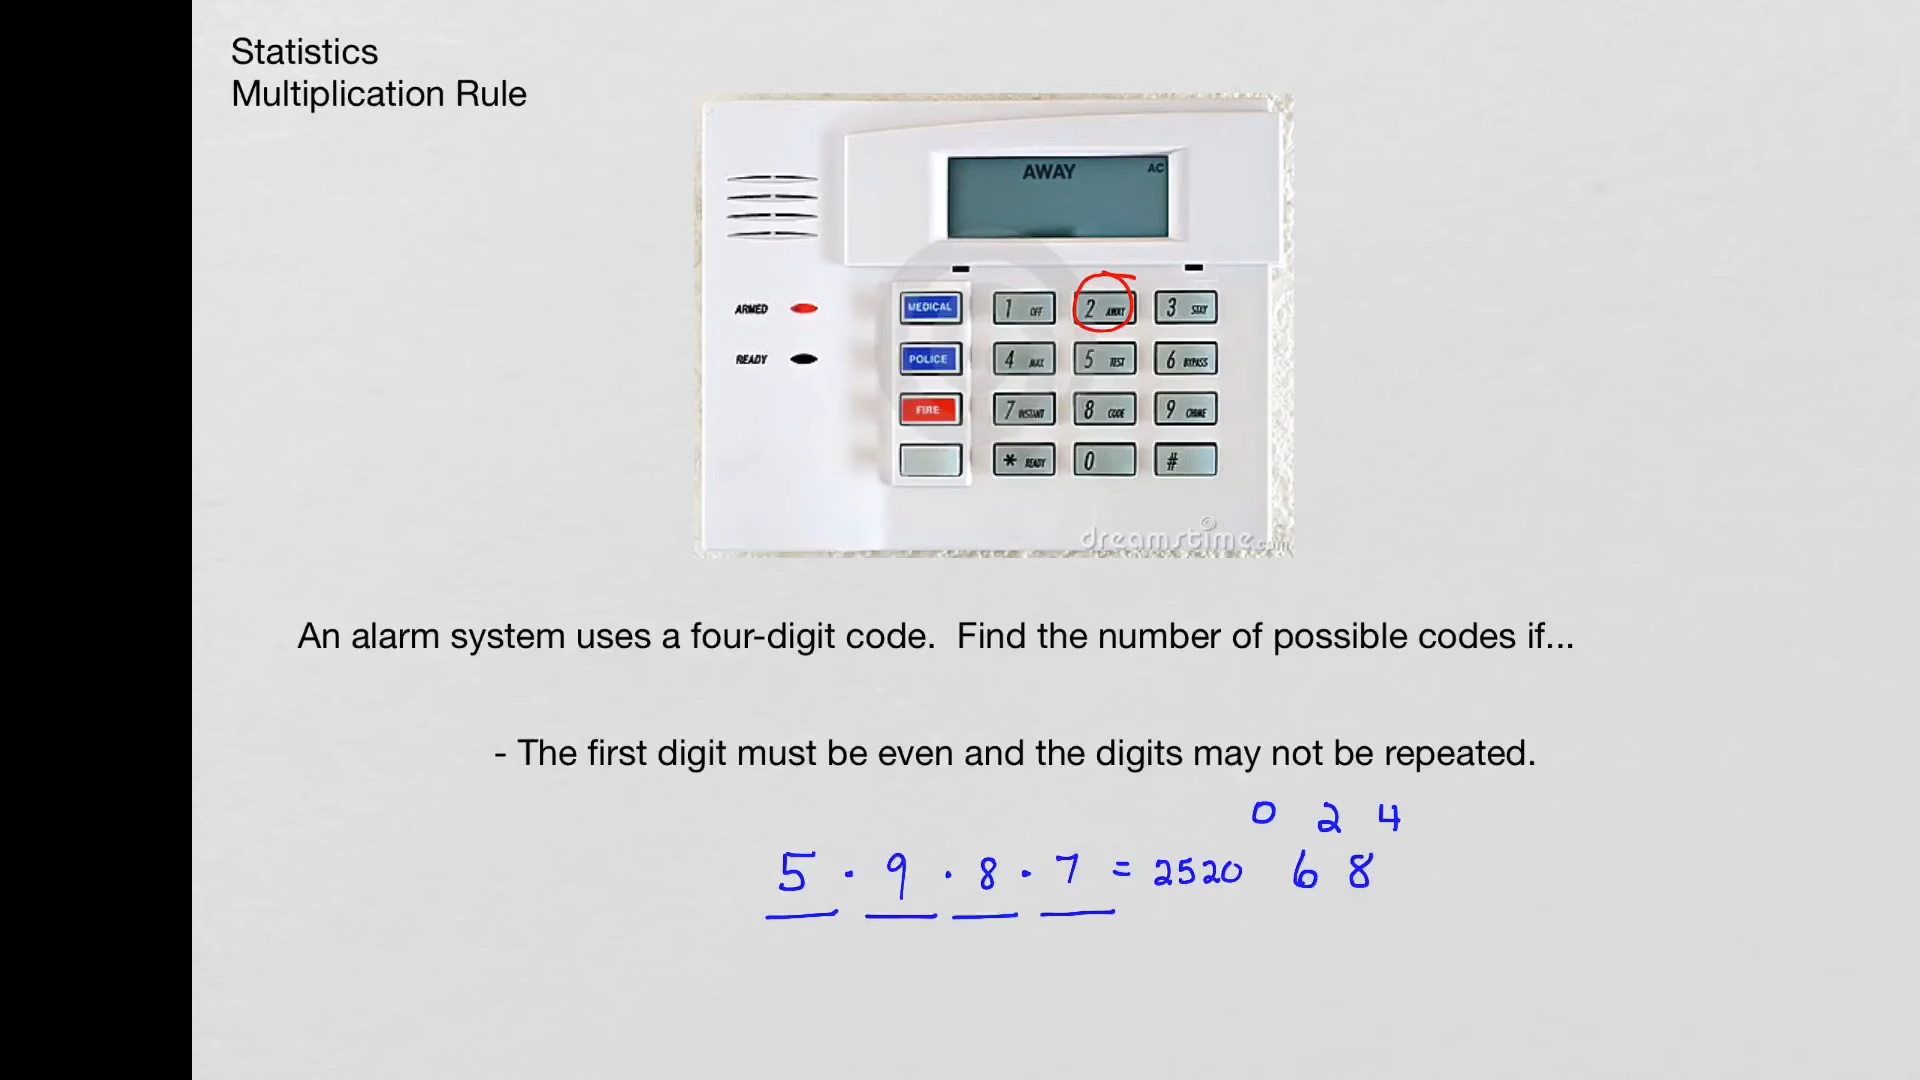 Statistics
Multiplication Rule
AWAY AC
ARMED
READY
MEDICAL 1 OFF 2 AWAY 3 STAY
POLICE 4 MAX 5 TEST 6 BYPASS
FIRE 7 INSTANT 8 CODE 9 CHIME
* READY 0 #
dreamstime.com
An alarm system uses a four-digit code. Find the number of possible codes if...
- The first digit must be even and the digits may not be repeated.
0 2 4
5 · 9 · 8 · 7 = 2520 6 8